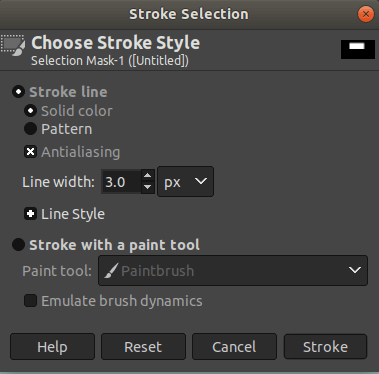 Stroke Selection
Choose Stroke Style
Selection Mask-1 ([Untitled])
Stroke line
Solid color
Pattern
Antialiasing
Line width: 3.0 px
Line Style
Stroke with a paint tool
Paint tool: Paintbrush
Emulate brush dynamics
Help Reset Cancel Stroke